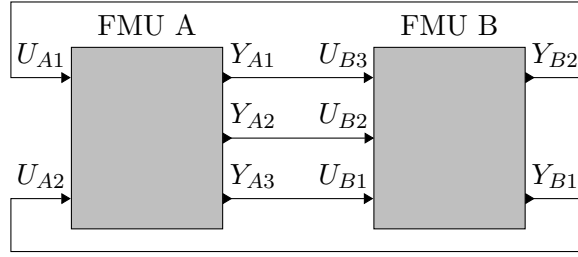 FMU A FMU B
U_{A1} Y_{A1} U_{B3} Y_{B2}
Y_{A2} U_{B2}
U_{A2} Y_{A3} U_{B1} Y_{B1}